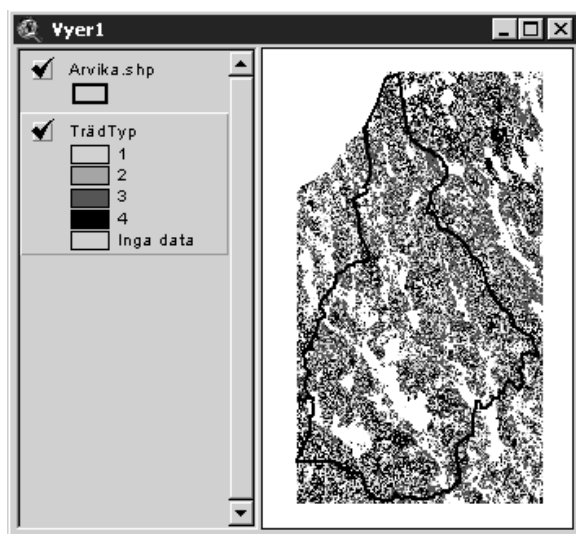 Vyer1
Arvika.shp
TrädTyp
1
2
3
4
Inga data